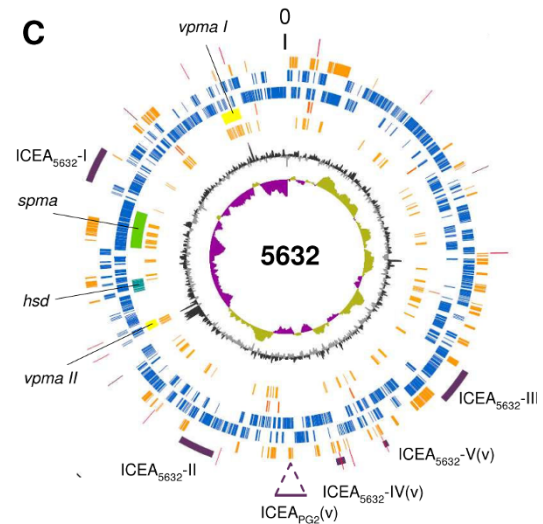 C
vpma I
0
ICEA5632-I
spma
5632
hsd
vpma II
ICEA5632-III
ICEA5632-V(v)
ICEA5632-II
ICEA5632-IV(v)
ICEAPG2(v)